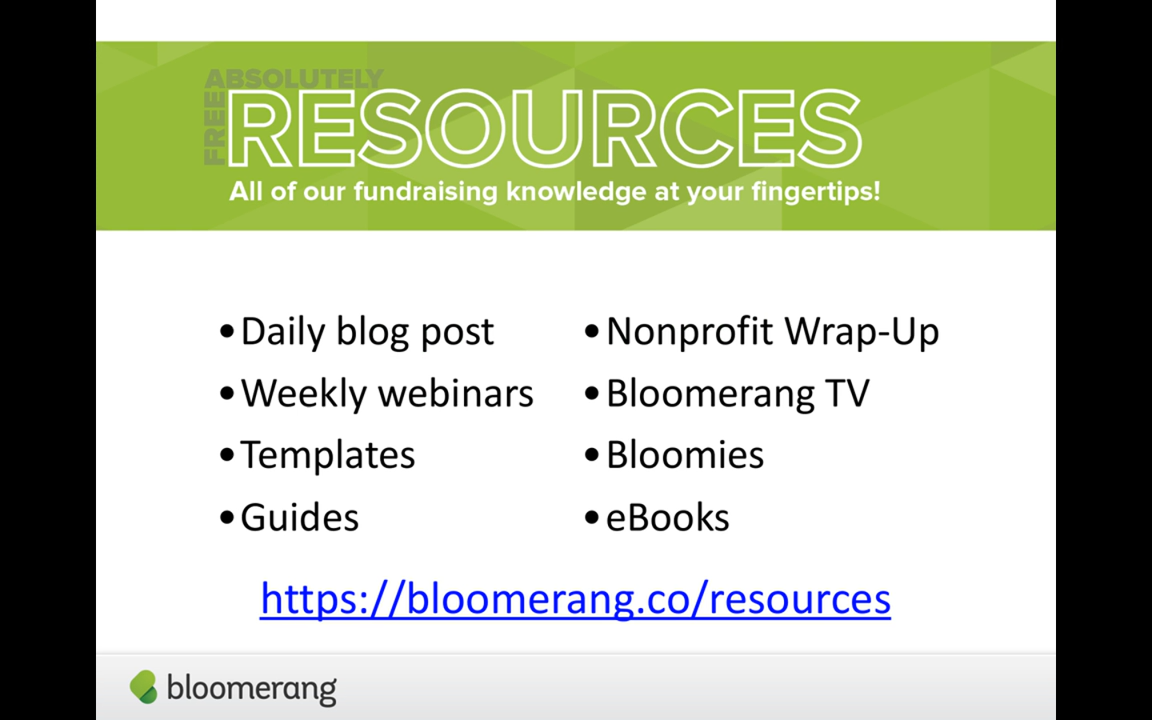 ABSOLUTELY
FREE
RESOURCES
All of our fundraising knowledge at your fingertips!
•Daily blog post
•Weekly webinars
•Templates
•Guides
•Nonprofit Wrap-Up
•Bloomerang TV
•Bloomies
•eBooks
https://bloomerang.co/resources
bloomerang